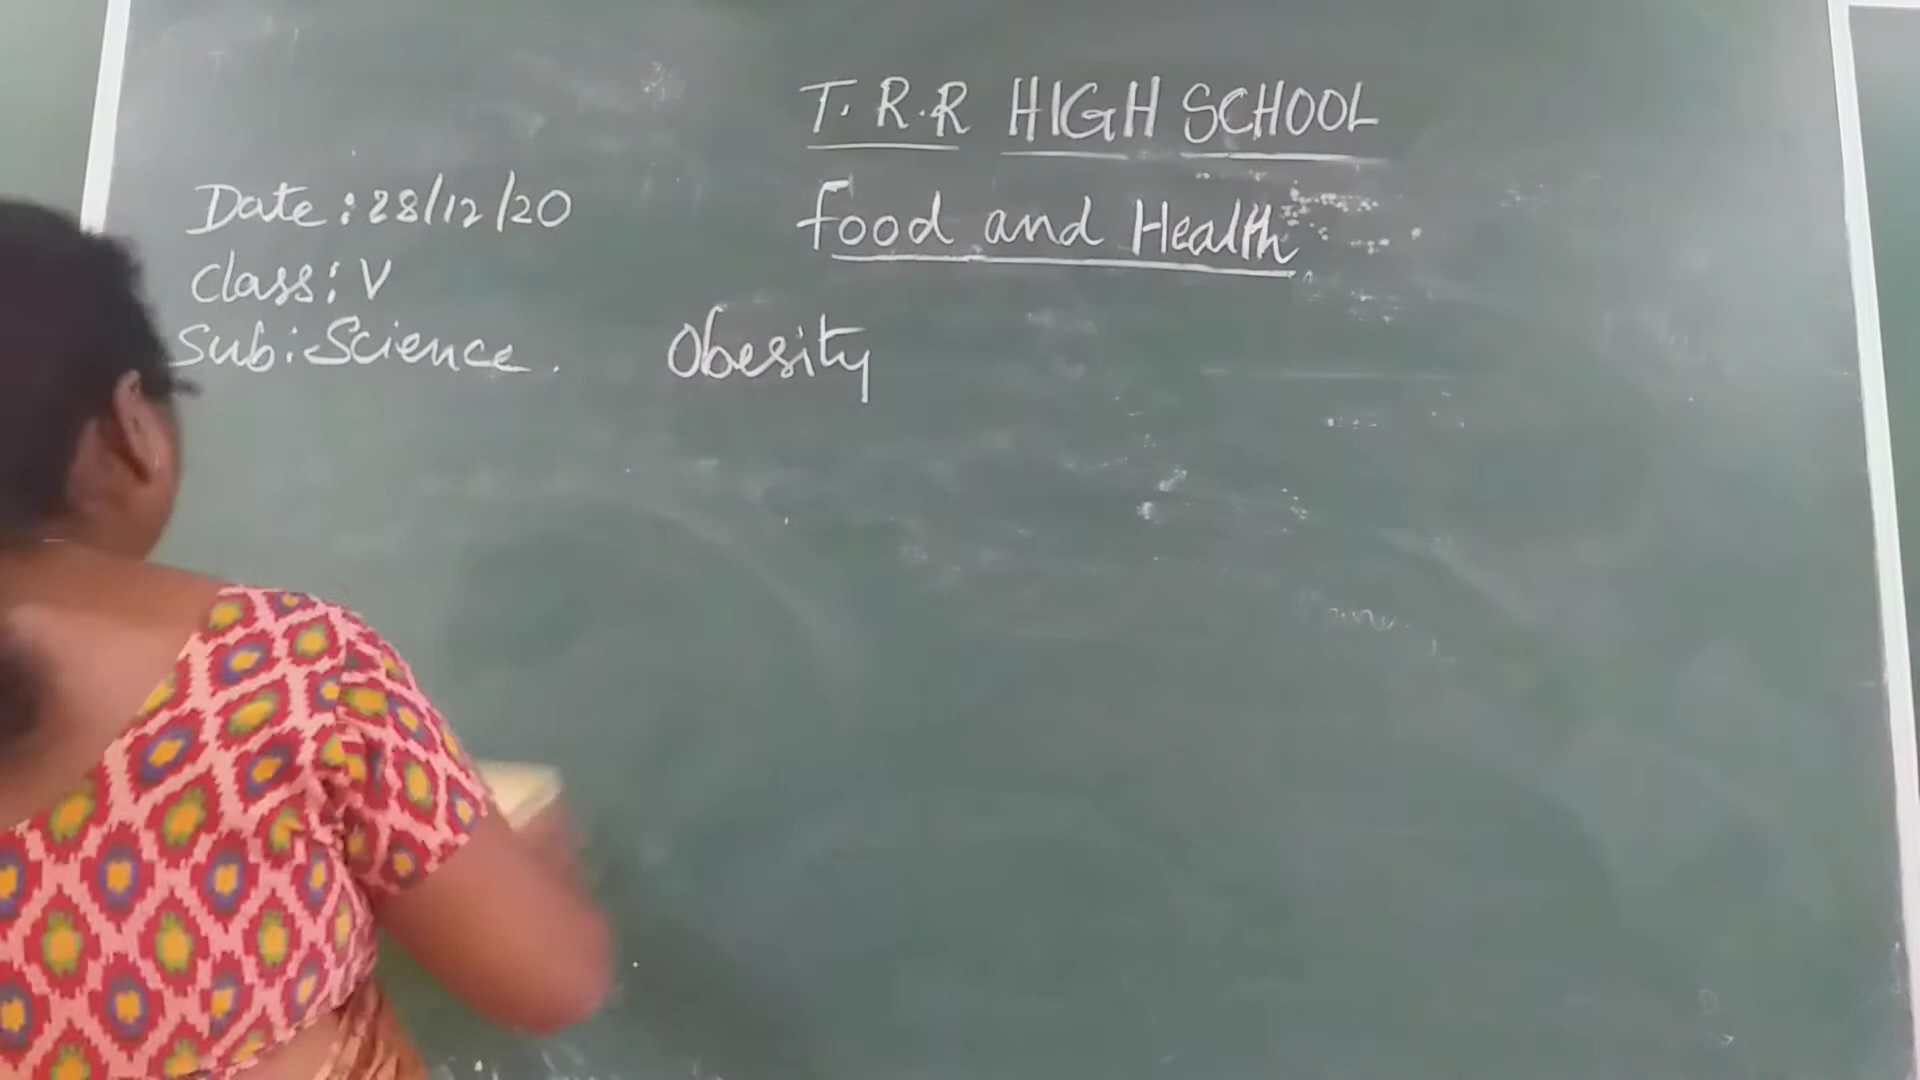 T.R.R HIGH SCHOOL
Food and Health
Date: 28/12/20
Class: V
Sub: Science.
Obesity